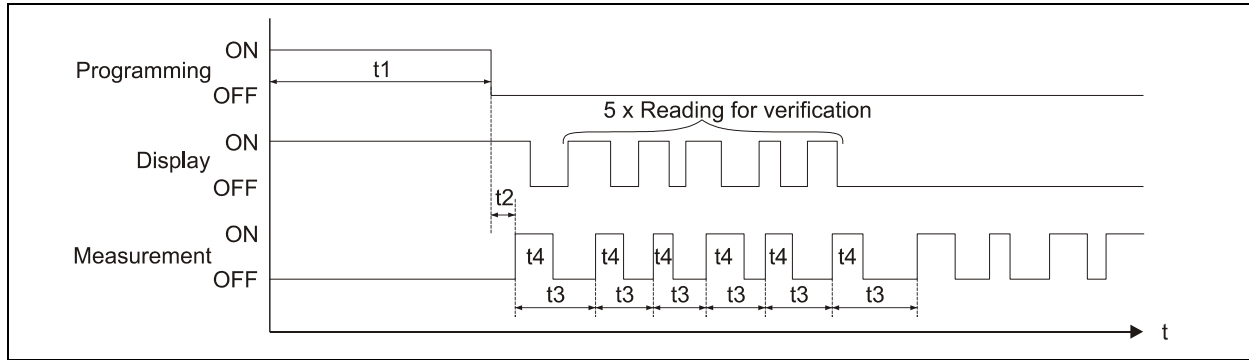 ON
Programming
t1
OFF
5 x Reading for verification
ON
Display
OFF
t2
ON
Measurement
t4 t4 t4 t4 t4 t4
OFF
t3 t3 t3 t3 t3 t3
t